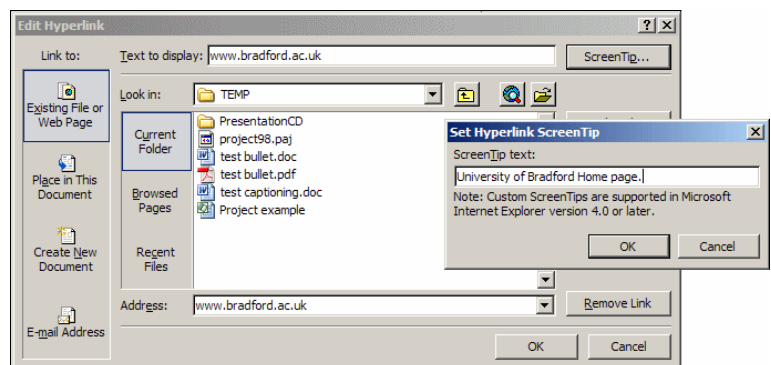 Edit Hyperlink
Link to:
Text to display:
www.bradford.ac.uk
ScreenTip...
Existing File or
Web Page
Look in:
TEMP
Current
Folder
PresentationCD
project98.paj
test bullet.doc
test bullet.pdf
test captioning.doc
Project example
Set Hyperlink ScreenTip
ScreenTip text:
University of Bradford Home page.
Note: Custom ScreenTips are supported in Microsoft
Internet Explorer version 4.0 or later.
OK
Cancel
Place in This
Document
Browsed
Pages
Create New
Document
Recent
Files
Address:
www.bradford.ac.uk
Remove Link
E-mail Address
OK
Cancel